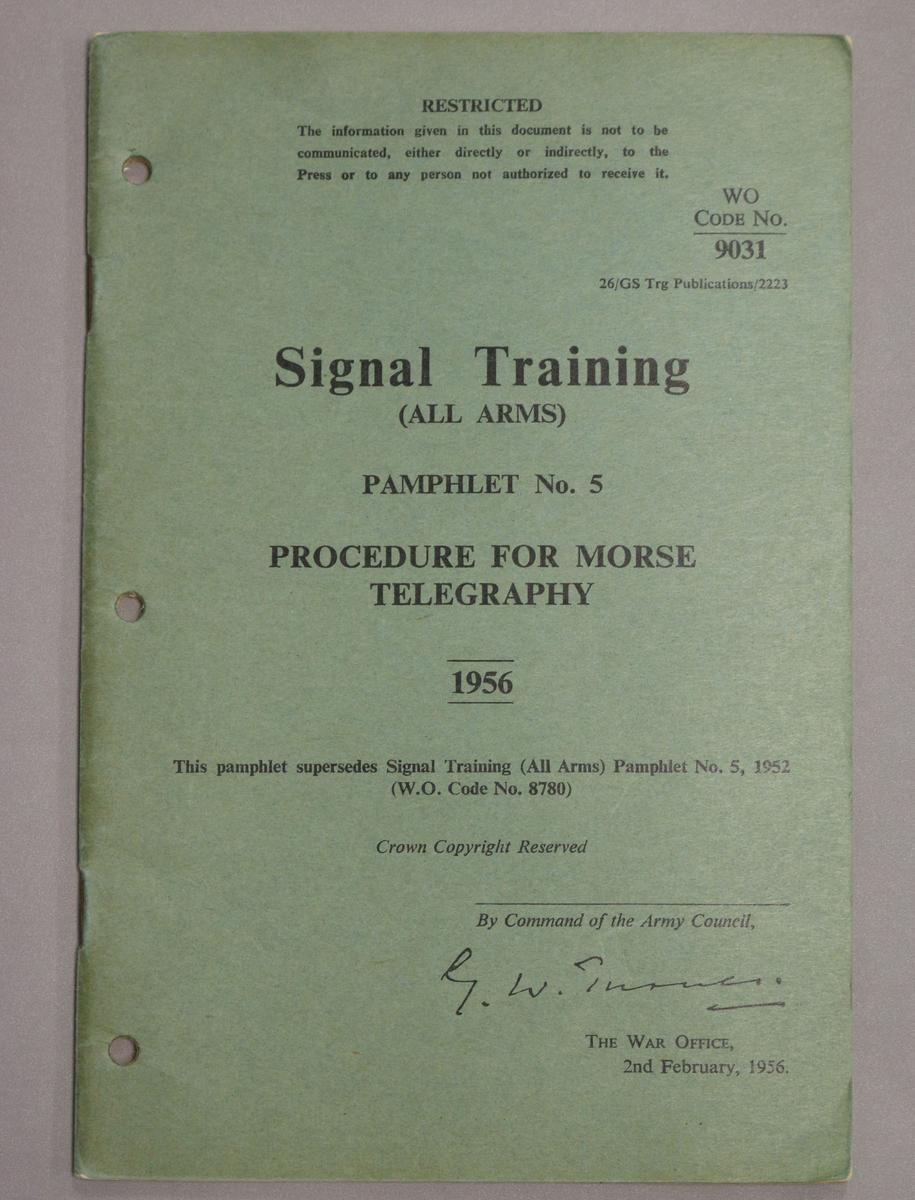 RESTRICTED
The information given in this document is not to be
communicated, either directly or indirectly, to the
Press or to any person not authorized to receive it.
WO
CODE No.
9031
26/GS Trg Publications/2223
Signal Training
(ALL ARMS)
PAMPHLET No. 5
PROCEDURE FOR MORSE
TELEGRAPHY
1956
This pamphlet supersedes Signal Training (All Arms) Pamphlet No. 5, 1952
(W.O. Code No. 8780)
Crown Copyright Reserved
By Command of the Army Council,
G. W. Turner.
THE WAR OFFICE,
2nd February, 1956.